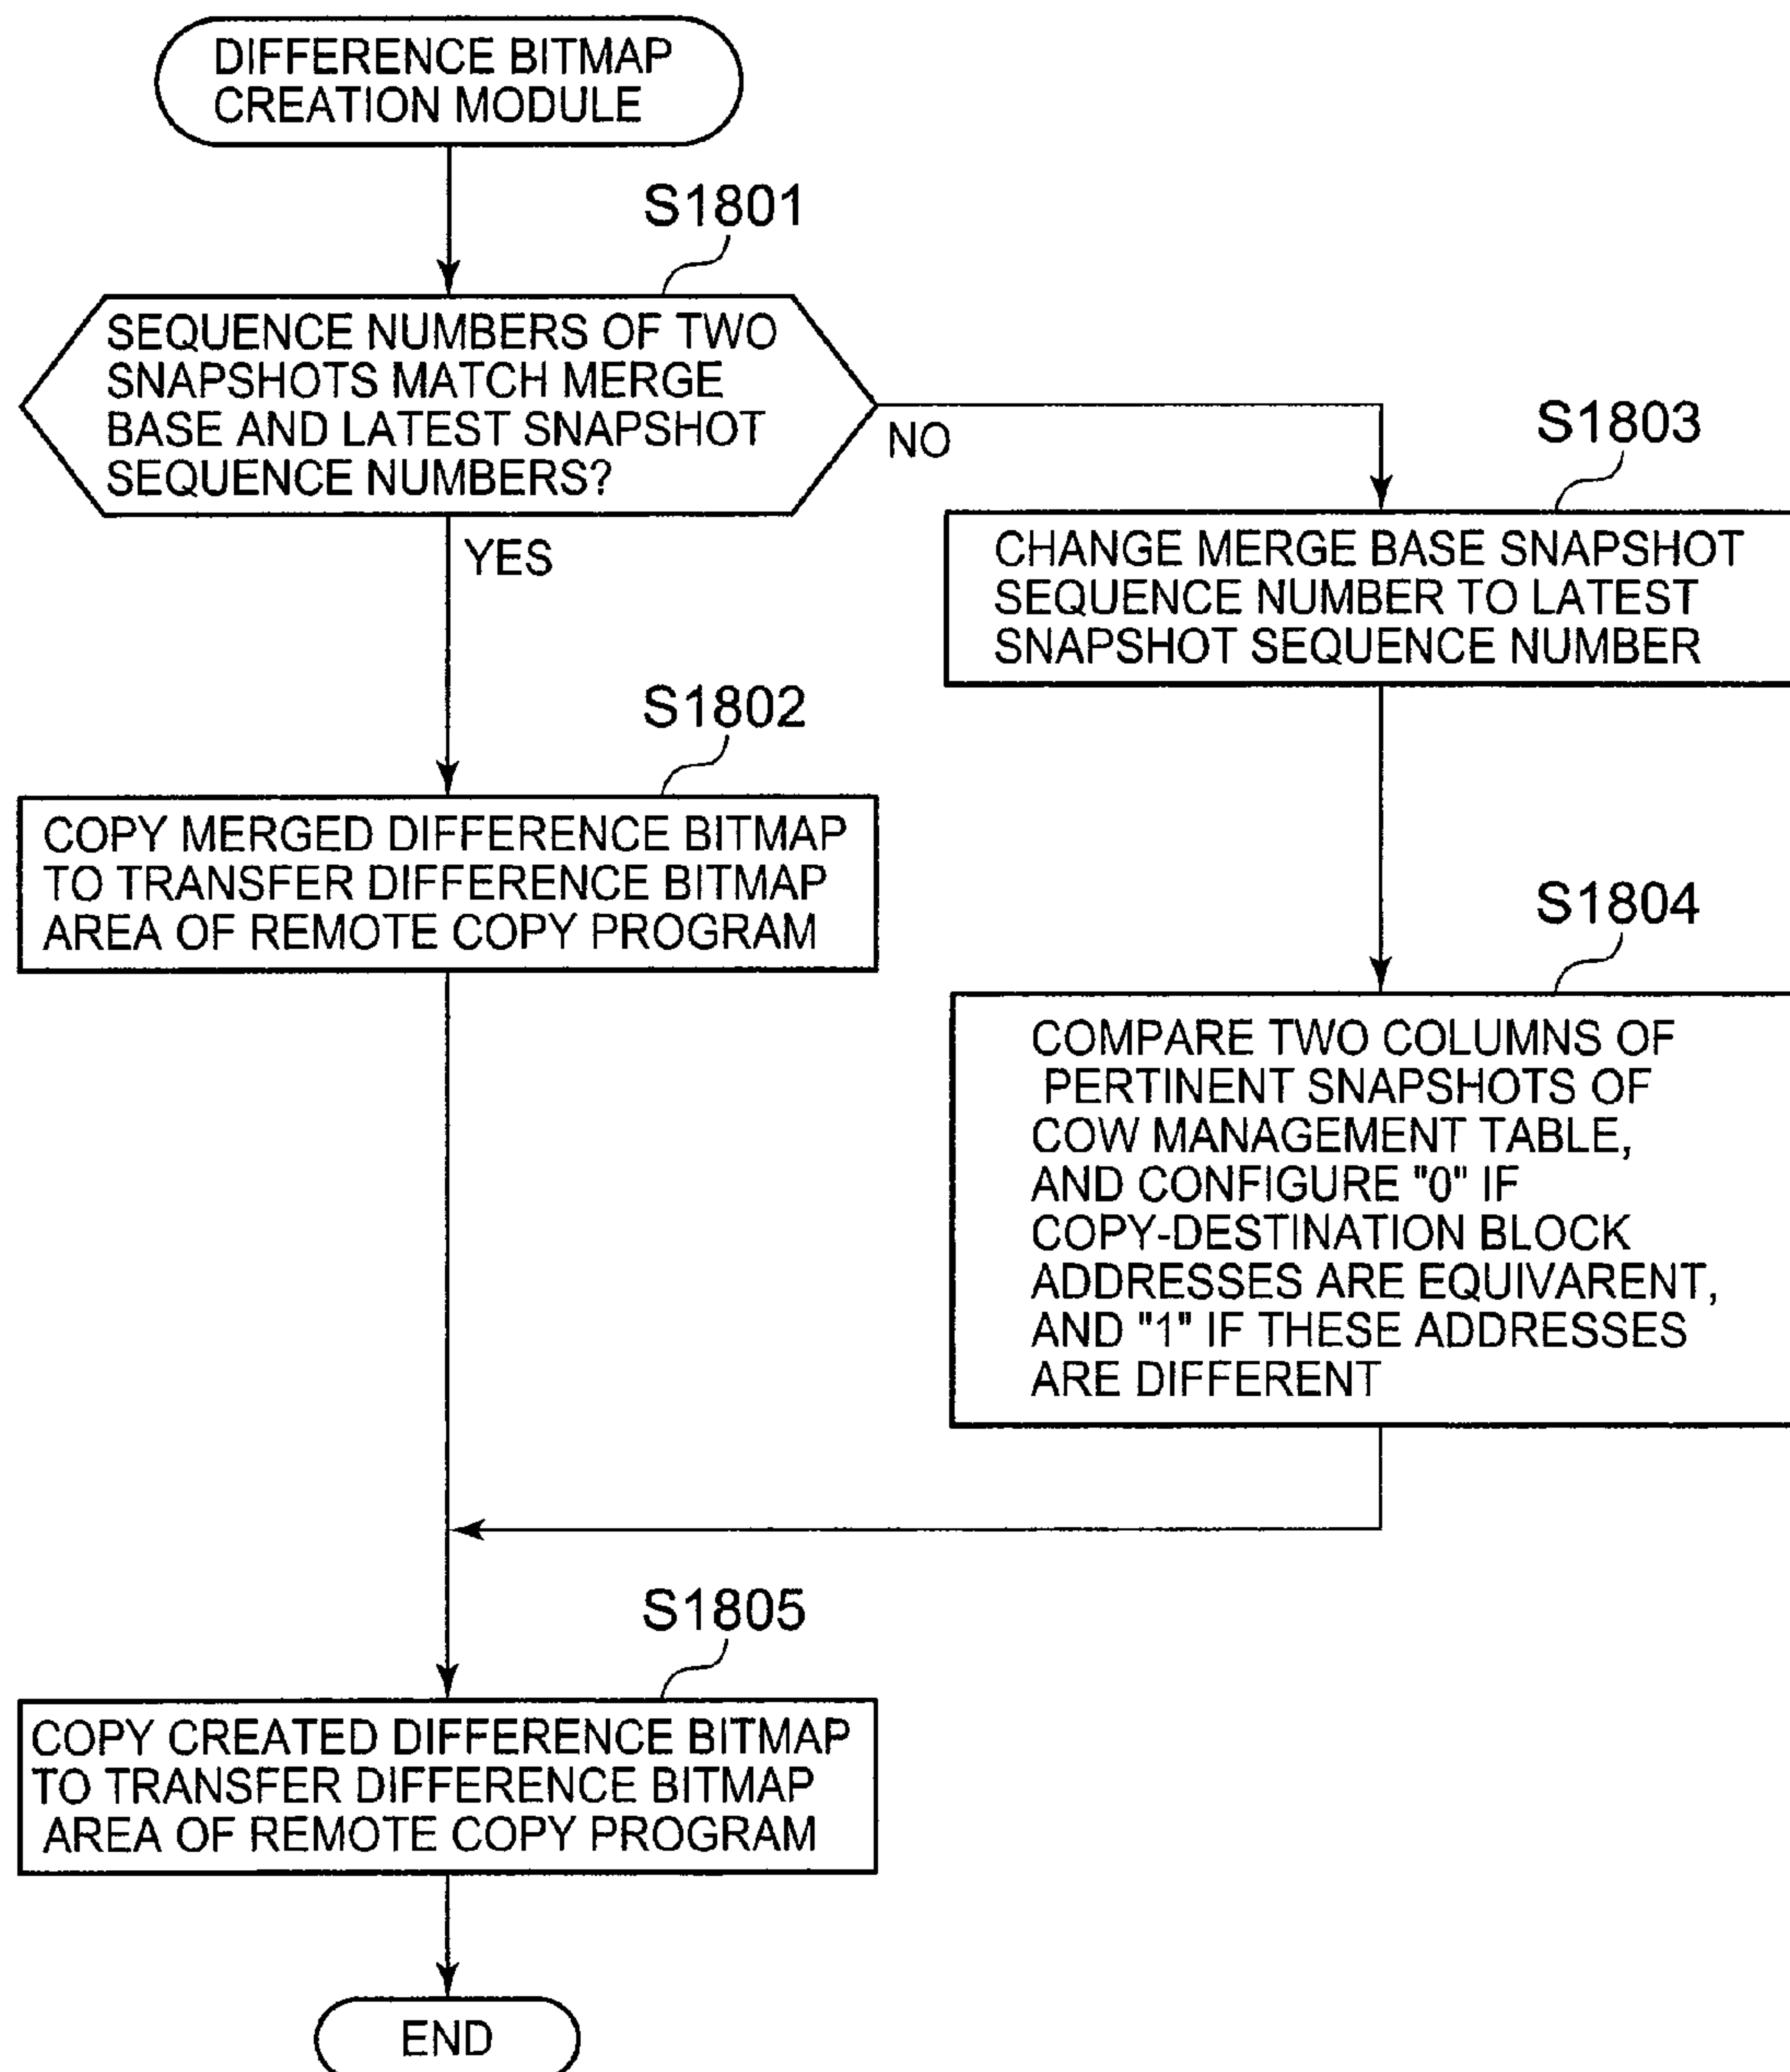 DIFFERENCE BITMAP
CREATION MODULE
S1801
SEQUENCE NUMBERS OF TWO
SNAPSHOTS MATCH MERGE
BASE AND LATEST SNAPSHOT
SEQUENCE NUMBERS?
NO
YES
S1803
CHANGE MERGE BASE SNAPSHOT
SEQUENCE NUMBER TO LATEST
SNAPSHOT SEQUENCE NUMBER
S1802
COPY MERGED DIFFERENCE BITMAP
TO TRANSFER DIFFERENCE BITMAP
AREA OF REMOTE COPY PROGRAM
S1804
COMPARE TWO COLUMNS OF
PERTINENT SNAPSHOTS OF
COW MANAGEMENT TABLE,
AND CONFIGURE "0" IF
COPY-DESTINATION BLOCK
ADDRESSES ARE EQUIVARENT,
AND "1" IF THESE ADDRESSES
ARE DIFFERENT
S1805
COPY CREATED DIFFERENCE BITMAP
TO TRANSFER DIFFERENCE BITMAP
AREA OF REMOTE COPY PROGRAM
END